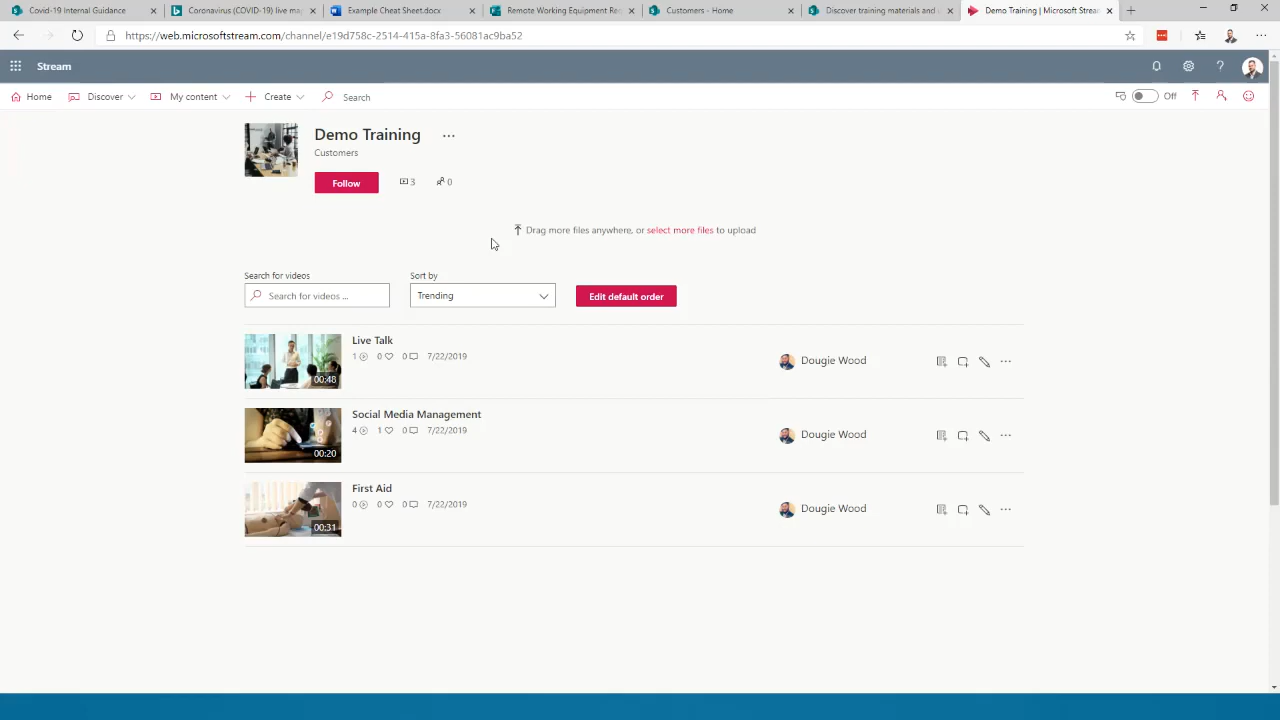 Covid-19 Internal Guidance
Coronavirus (COVID-19) live map
Example Cheat Sheet.docx
Remote Working Equipment Re
Customers - Home
Discover training materials and
Demo Training | Microsoft Stream
https://web.microsoftstream.com/channel/e19d758c-2514-415a-8fa3-56081ac9ba52
Stream
Home
Discover
My content
Create
Search
Off
Demo Training
Customers
Follow
3
0
Drag more files anywhere, or select more files to upload
Search for videos
Sort by
Search for videos ...
Trending
Edit default order
Live Talk
1 0 0 7/22/2019
00:48
Dougie Wood
Social Media Management
4 1 0 7/22/2019
00:20
Dougie Wood
First Aid
0 0 0 7/22/2019
00:31
Dougie Wood